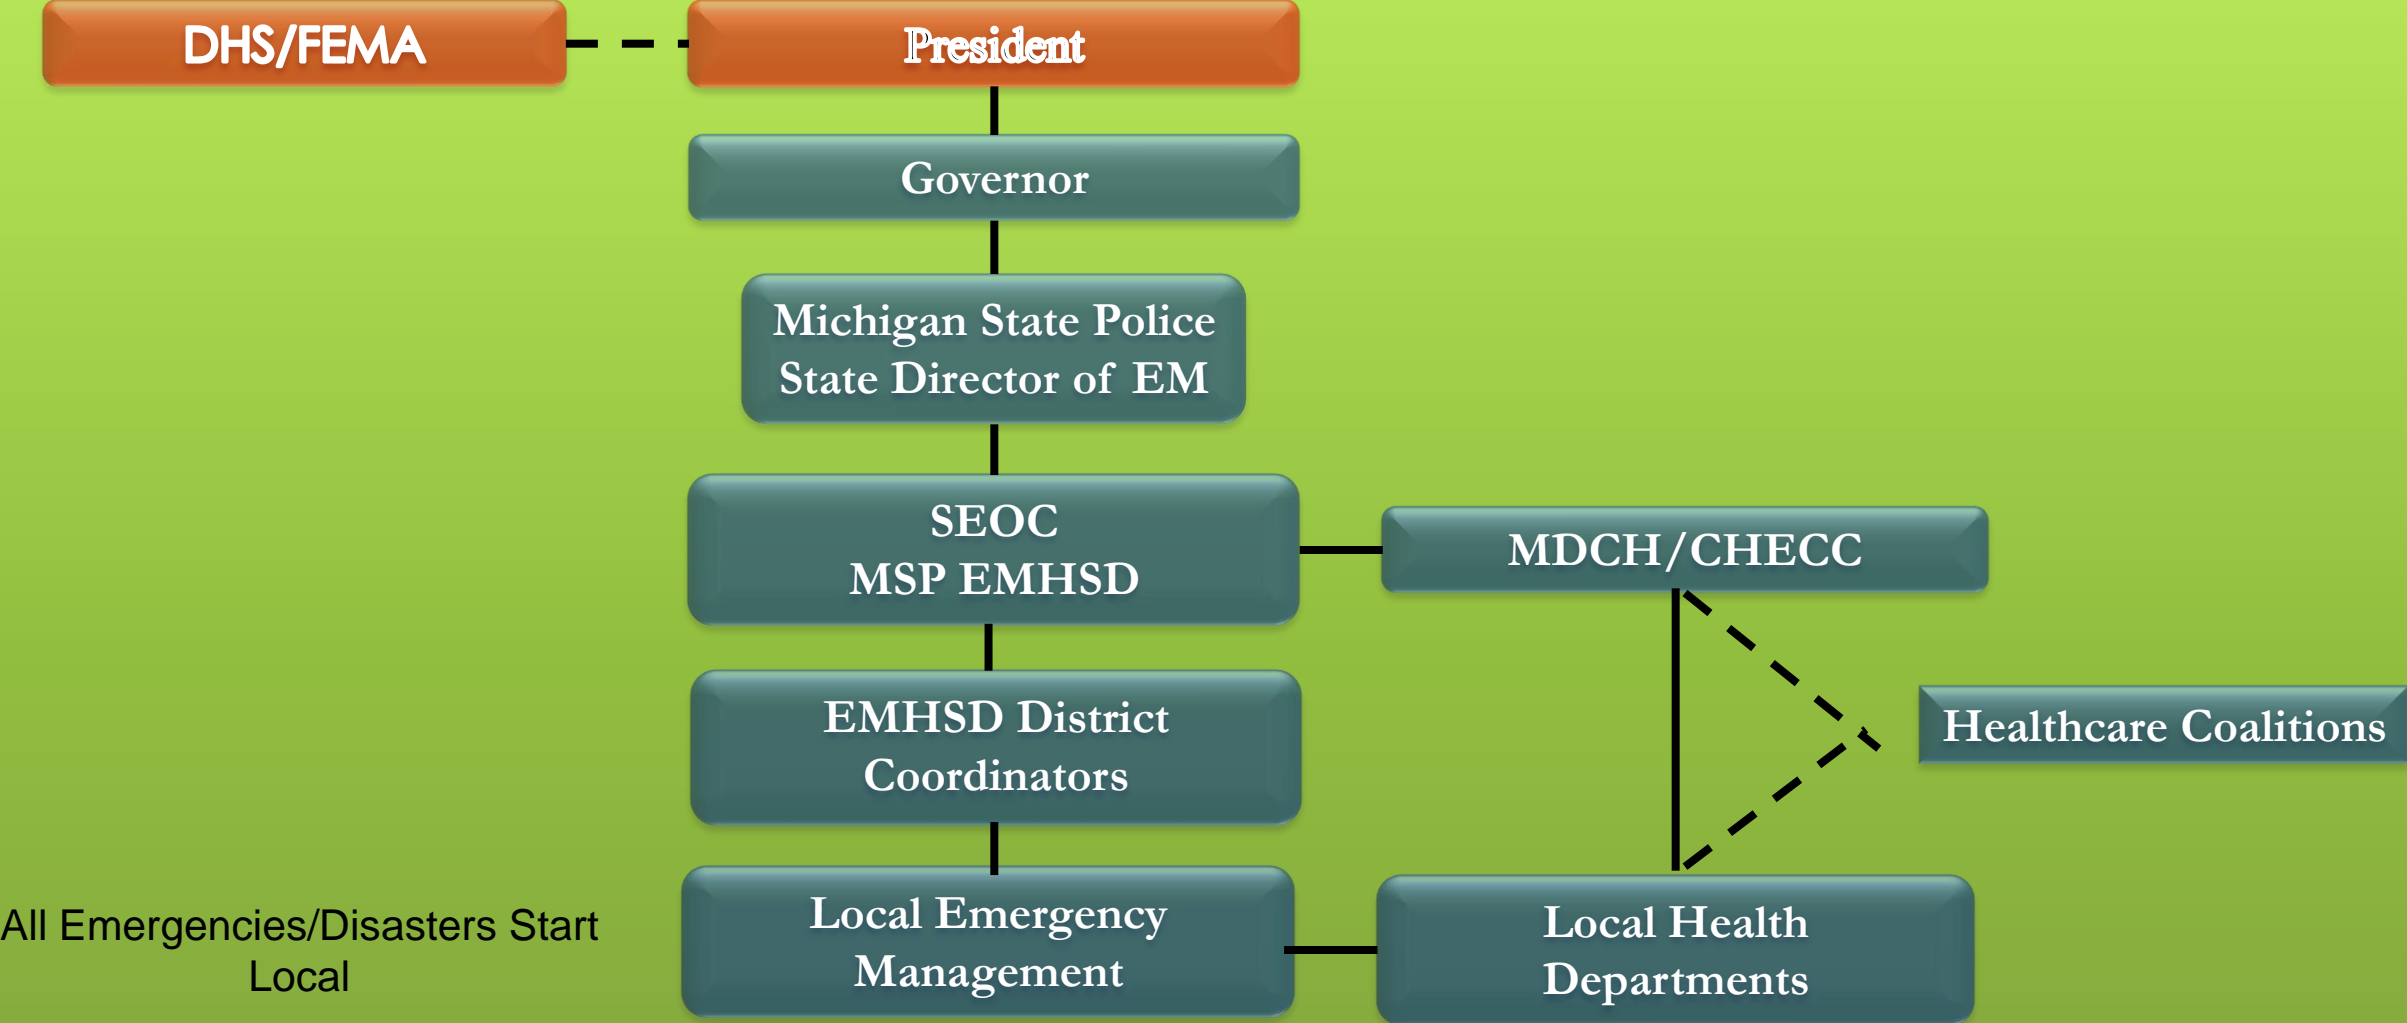 DHS/FEMA
President
Governor
Michigan State Police
State Director of EM
SEOC
MSP EMHSD
MDCH/CHECC
EMHSD District
Coordinators
Healthcare Coalitions
Local Emergency
Management
Local Health
Departments
All Emergencies/Disasters Start
Local